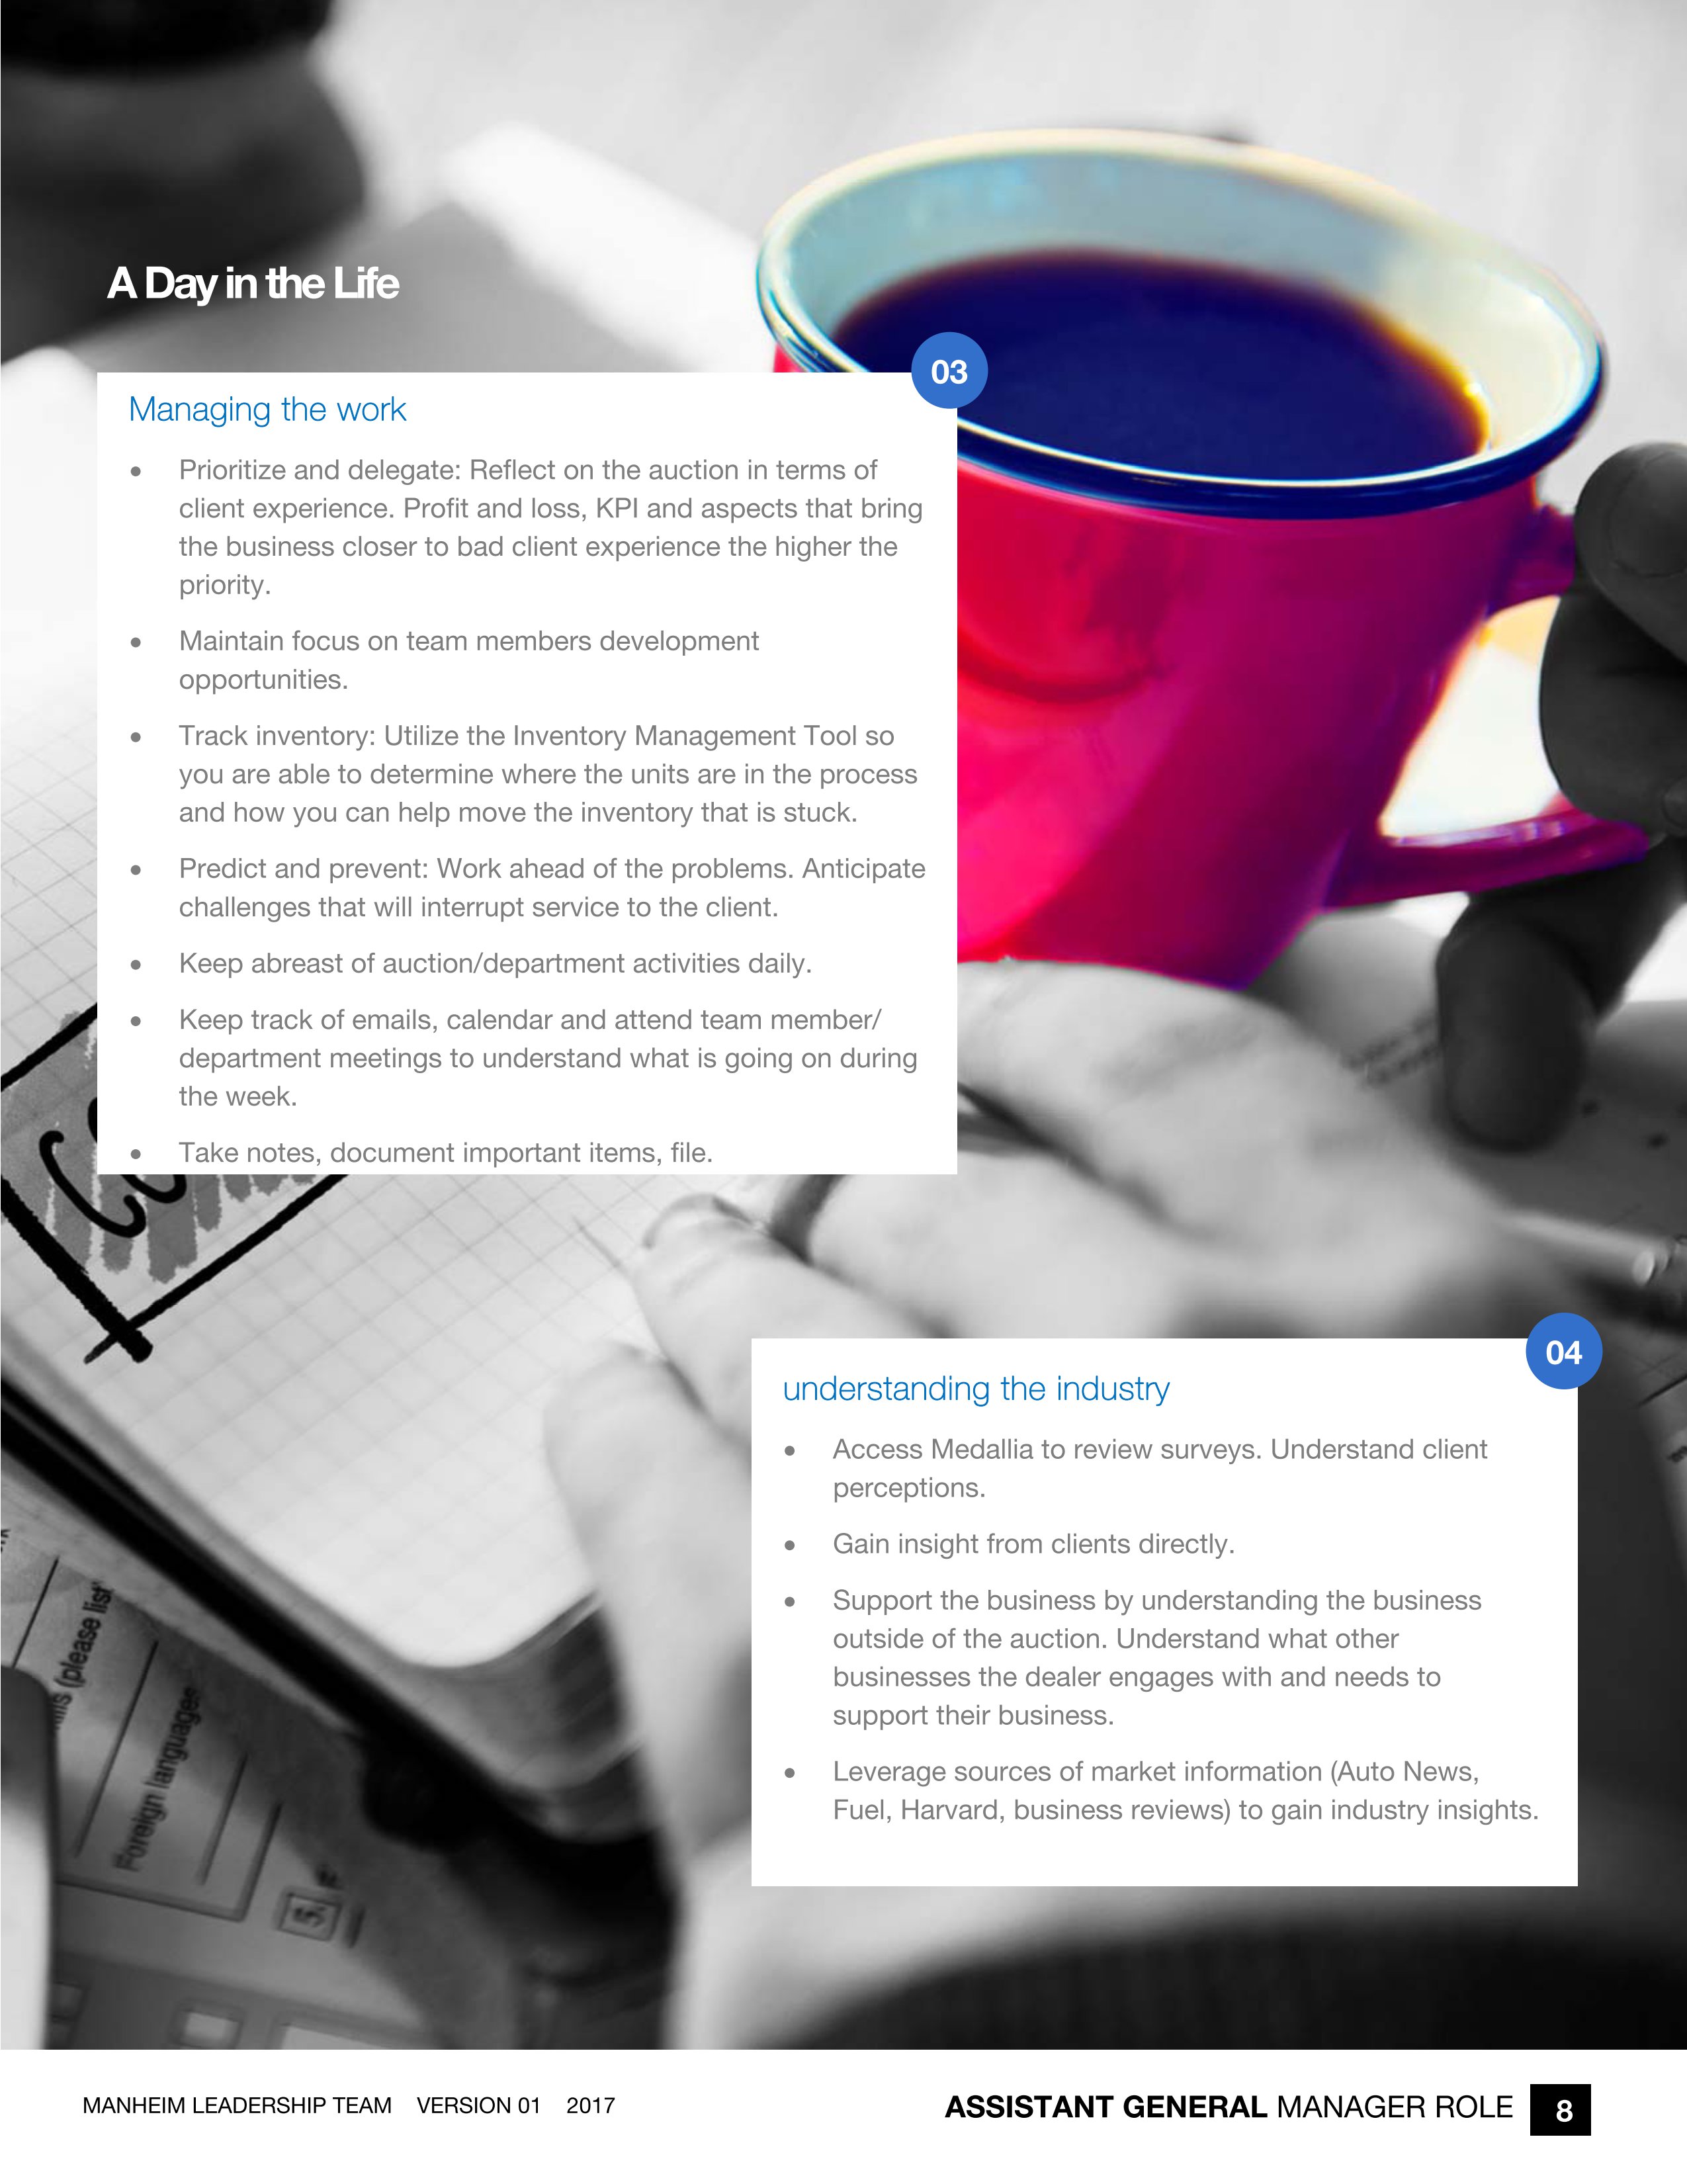 A Day in the Life
03
Managing the work
• Prioritize and delegate: Reflect on the auction in terms of
client experience. Profit and loss, KPI and aspects that bring
the business closer to bad client experience the higher the
priority.
• Maintain focus on team members development
opportunities.
• Track inventory: Utilize the Inventory Management Tool so
you are able to determine where the units are in the process
and how you can help move the inventory that is stuck.
• Predict and prevent: Work ahead of the problems. Anticipate
challenges that will interrupt service to the client.
• Keep abreast of auction/department activities daily.
• Keep track of emails, calendar and attend team member/
department meetings to understand what is going on during
the week.
• Take notes, document important items, file.
04
understanding the industry
• Access Medallia to review surveys. Understand client
perceptions.
• Gain insight from clients directly.
• Support the business by understanding the business
outside of the auction. Understand what other
businesses the dealer engages with and needs to
support their business.
• Leverage sources of market information (Auto News,
Fuel, Harvard, business reviews) to gain industry insights.
(please list)
Foreign languages
MANHEIM LEADERSHIP TEAM VERSION 01 2017
ASSISTANT GENERAL MANAGER ROLE 8